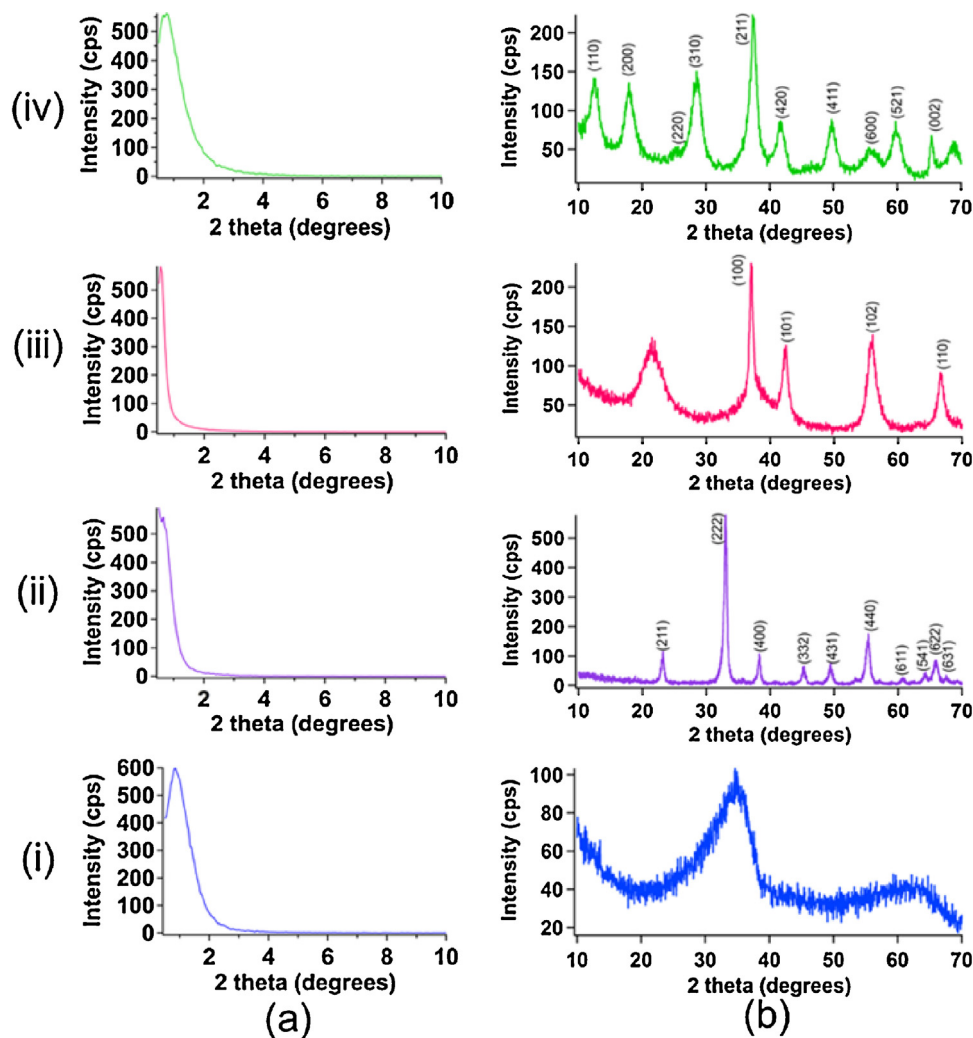 (iv)
Intensity (cps)
500
400
300
200
100
0
2 4 6 8 10
2 theta (degrees)
Intensity (cps)
200
150
100
50
(110)
(200)
(220)
(310)
(211)
(420)
(411)
(600)
(521)
(002)
10 20 30 40 50 60 70
2 theta (degrees)
(iii)
Intensity (cps)
500
400
300
200
100
0
2 4 6 8 10
2 theta (degrees)
Intensity (cps)
200
150
100
50
(100)
(101)
(102)
(110)
10 20 30 40 50 60 70
2 theta (degrees)
(ii)
Intensity (cps)
500
400
300
200
100
0
2 4 6 8 10
2 theta (degrees)
Intensity (cps)
500
400
300
200
100
0
(211)
(222)
(400)
(332)
(431)
(440)
(611)
(541)
(622)
(631)
10 20 30 40 50 60 70
2 theta (degrees)
(i)
Intensity (cps)
600
500
400
300
200
100
0
2 4 6 8 10
2 theta (degrees)
Intensity (cps)
100
80
60
40
20
10 20 30 40 50 60 70
2 theta (degrees)
(a)
(b)